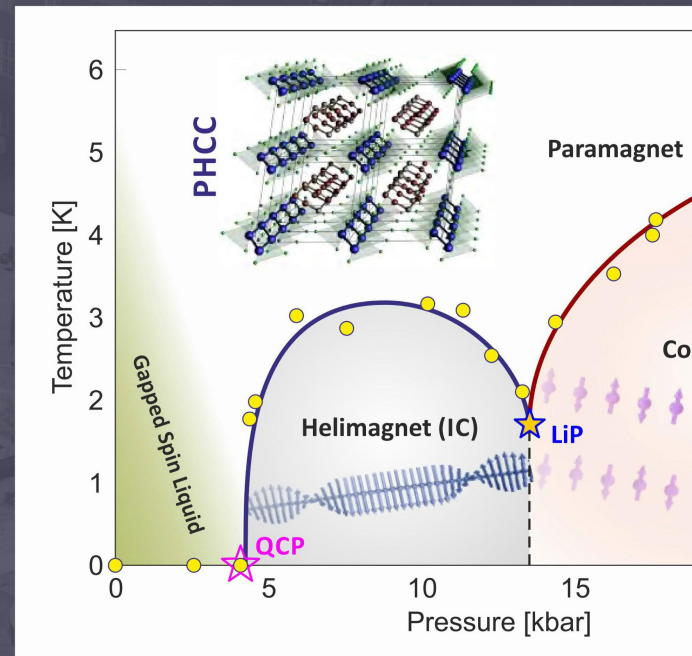 6
5
4
3
2
1
0
Temperature [K]
PHCC
Paramagnet
Gapped Spin Liquid
Helimagnet (IC)
Co
LiP
QCP
0
5
10
15
Pressure [kbar]